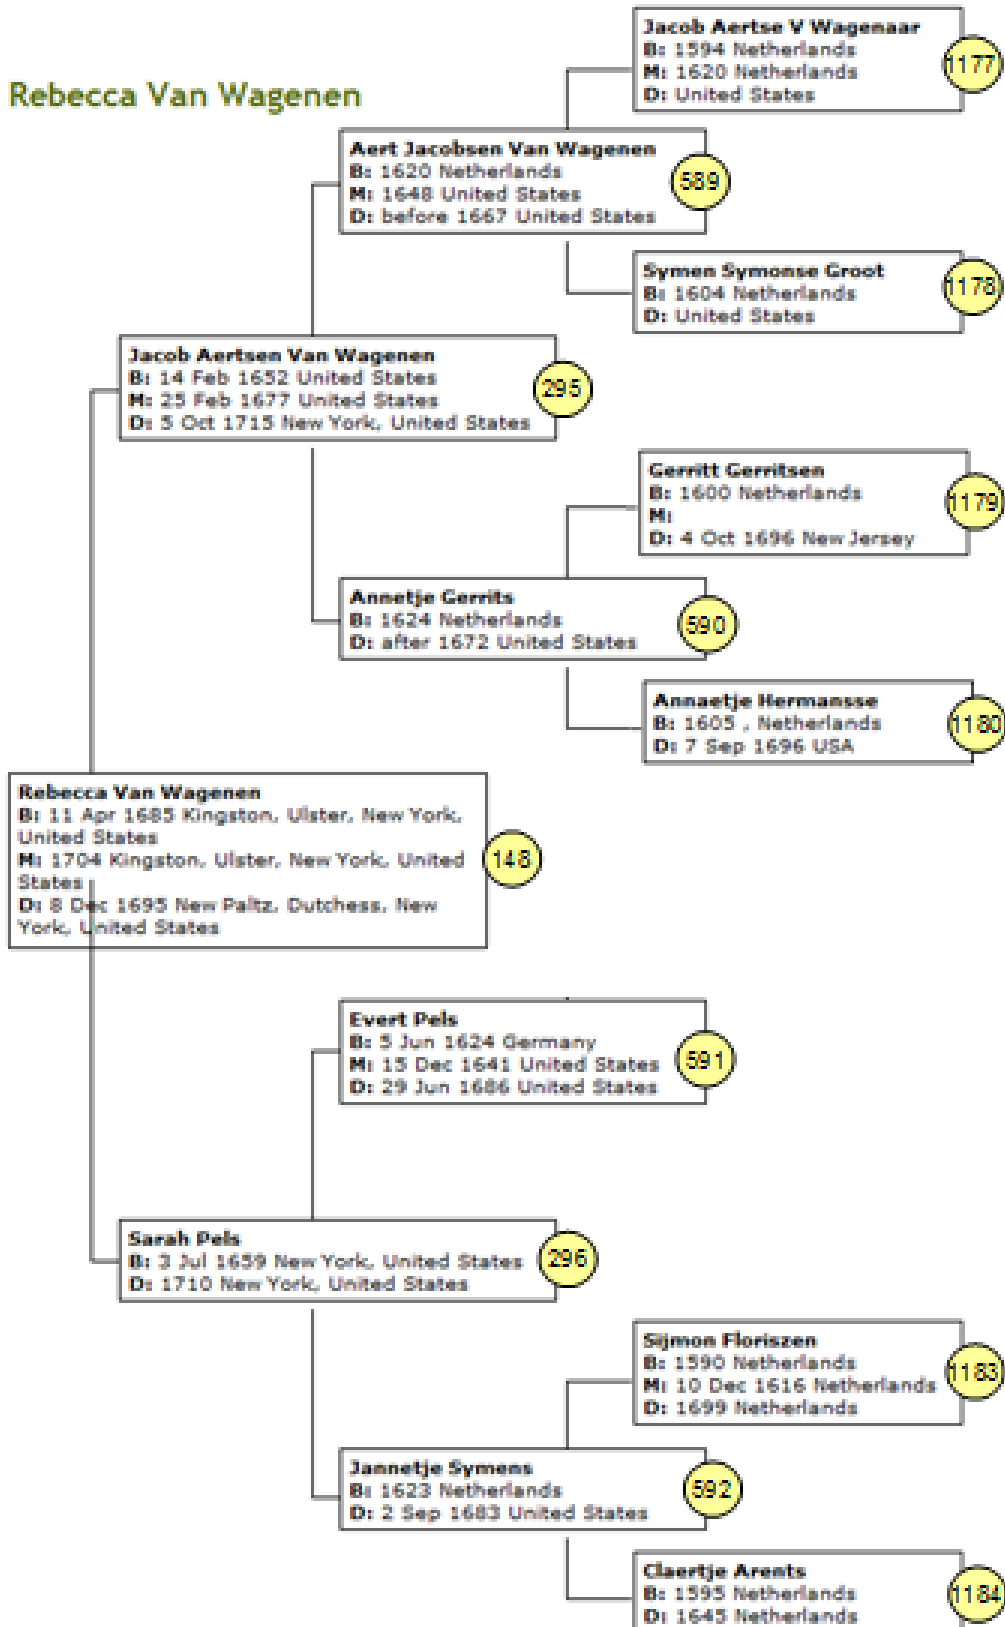 Rebecca Van Wagenen
Jacob Aertse V Wagenaar
B: 1594 Netherlands
M: 1620 Netherlands
D: United States
1177
Aert Jacobsen Van Wagenen
B: 1620 Netherlands
M: 1648 United States
D: before 1667 United States
589
Symen Symonse Groot
B: 1604 Netherlands
D: United States
1178
Jacob Aertsen Van Wagenen
B: 14 Feb 1652 United States
M: 25 Feb 1677 United States
D: 5 Oct 1715 New York, United States
295
Gerritt Gerritsen
B: 1600 Netherlands
M:
D: 4 Oct 1696 New Jersey
1179
Annetje Gerrits
B: 1624 Netherlands
D: after 1672 United States
590
Annaetje Hermansse
B: 1605 , Netherlands
D: 7 Sep 1696 USA
1180
Rebecca Van Wagenen
B: 11 Apr 1685 Kingston, Ulster, New York,
United States
M: 1704 Kingston, Ulster, New York, United
States
D: 8 Dec 1695 New Paltz, Dutchess, New
York, United States
148
Evert Pels
B: 5 Jun 1624 Germany
M: 15 Dec 1641 United States
D: 29 Jun 1686 United States
591
Sarah Pels
B: 3 Jul 1659 New York, United States
D: 1710 New York, United States
296
Sijmon Floriszen
B: 1590 Netherlands
M: 10 Dec 1616 Netherlands
D: 1699 Netherlands
1183
Jannetje Symens
B: 1623 Netherlands
D: 2 Sep 1683 United States
592
Claertje Arents
B: 1595 Netherlands
D: 1645 Netherlands
1184